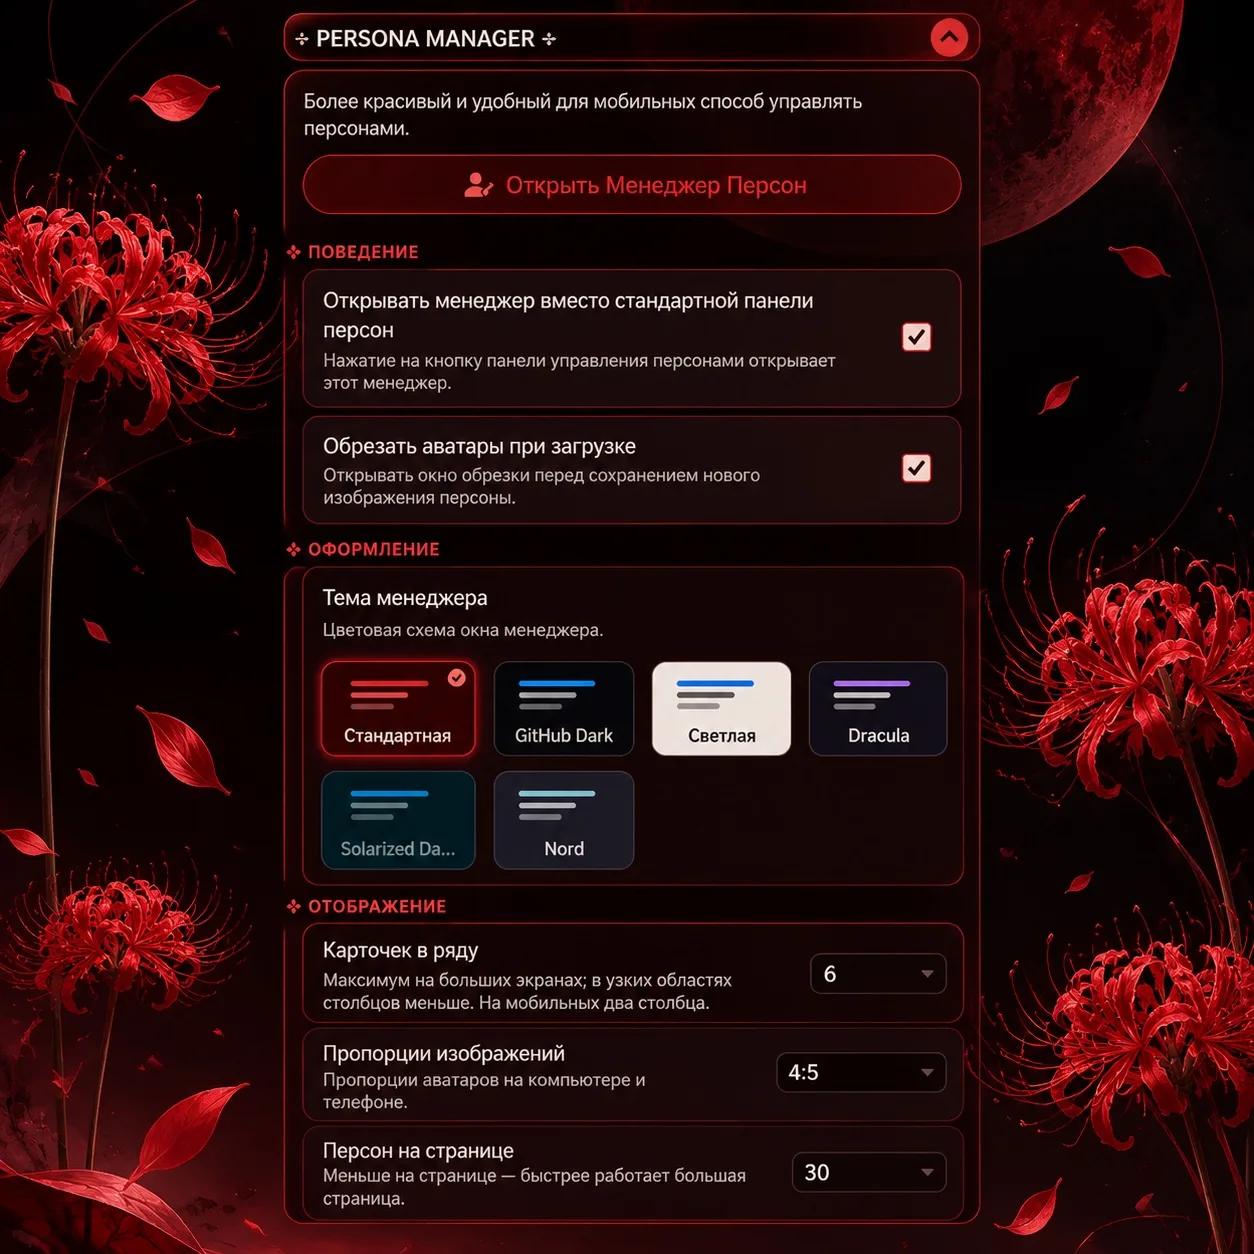 PERSONA MANAGER
Более красивый и удобный для мобильных способ управлять
персонами.
Открыть Менеджер Персон
ПОВЕДЕНИЕ
Открывать менеджер вместо стандартной панели
персон
Нажатие на кнопку панели управления персонами открывает
этот менеджер.
Обрезать аватары при загрузке
Открывать окно обрезки перед сохранением нового
изображения персоны.
ОФОРМЛЕНИЕ
Тема менеджера
Цветовая схема окна менеджера.
Стандартная
GitHub Dark
Светлая
Dracula
Solarized Da...
Nord
ОТОБРАЖЕНИЕ
Карточек в ряду
Максимум на больших экранах; в узких областях
столбцов меньше. На мобильных два столбца.
6
Пропорции изображений
Пропорции аватаров на компьютере и
телефоне.
4:5
Персон на странице
Меньше на странице — быстрее работает большая
страница.
30